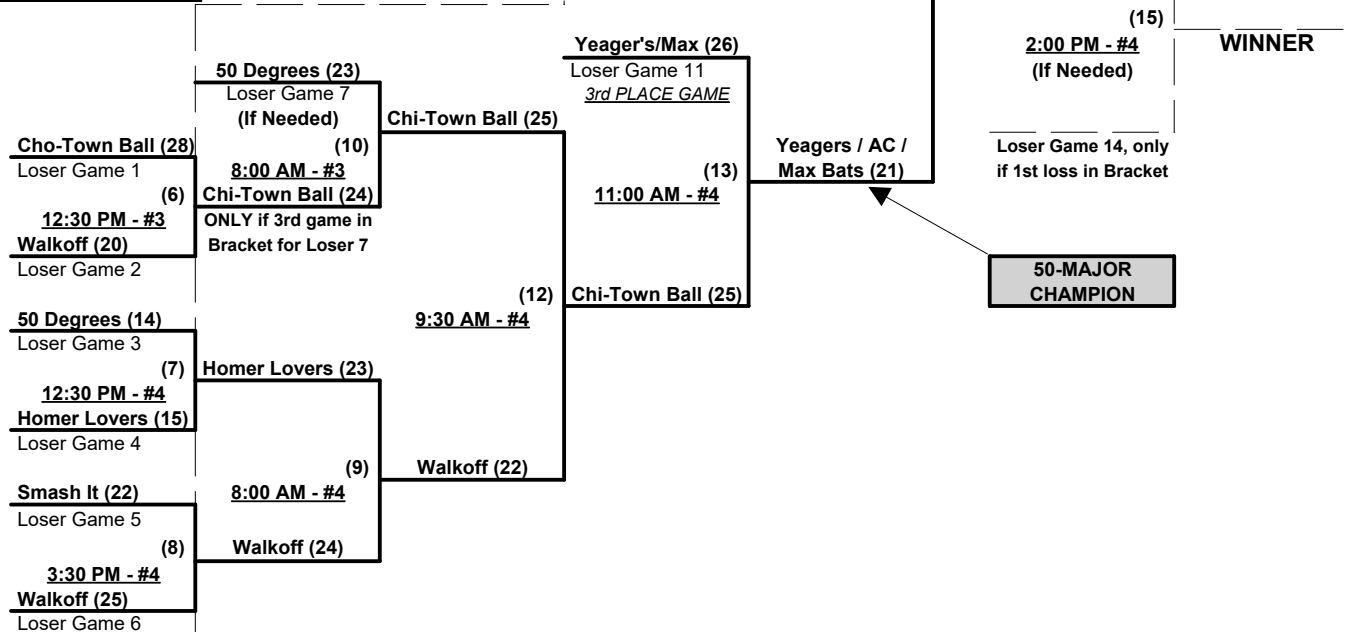 (15)
2:00 PM - #4
(If Needed)
WINNER
Loser Game 14, only
if 1st loss in Bracket
Yeager's/Max (26)
Loser Game 11
3rd PLACE GAME
50 Degrees (23)
Loser Game 7
(If Needed)
(10)
8:00 AM - #3
Chi-Town Ball (24)
ONLY if 3rd game in
Bracket for Loser 7
Chi-Town Ball (25)
Cho-Town Ball (28)
Loser Game 1
(6)
12:30 PM - #3
Walkoff (20)
Loser Game 2
(13)
11:00 AM - #4
Yeagers / AC /
Max Bats (21)
50-MAJOR
CHAMPION
(12)
9:30 AM - #4
Chi-Town Ball (25)
50 Degrees (14)
Loser Game 3
(7)
12:30 PM - #4
Homer Lovers (15)
Loser Game 4
Homer Lovers (23)
(9)
8:00 AM - #4
Walkoff (22)
Smash It (22)
Loser Game 5
(8)
3:30 PM - #4
Walkoff (25)
Loser Game 6
Walkoff (24)